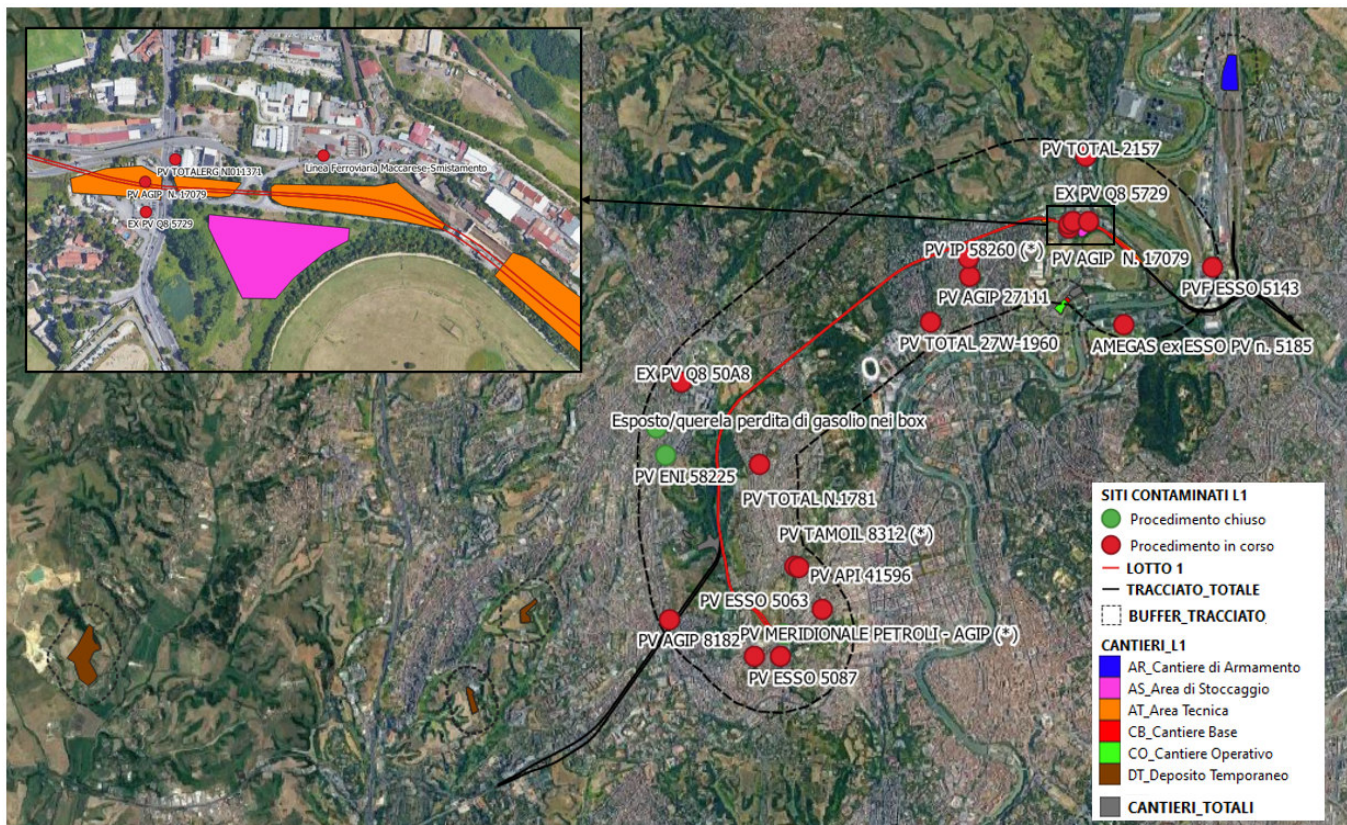 PV TOTALERG NI011371
Linea Ferroviaria Maccarese-Smistamento
PV AGIP N. 17079
EX PV Q8 5729
PV TOTAL 2157
EX PV Q8 5729
PV IP 58260 (*)
PV AGIP N. 17079
PVF ESSO 5143
PV AGIP 27111
PV TOTAL 27W-1960
AMEGAS ex ESSO PV n. 5185
EX PV Q8 50A8
Esposto/querela perdita di gasolio nei box
PV ENI 58225
PV TOTAL N.1781
PV TAMOIL 8312 (*)
PV API 41596
PV ESSO 5063
PV AGIP 8182
PV MERIDIONALE PETROLI - AGIP (*)
PV ESSO 5087
SITI CONTAMINATI L1
Procedimento chiuso
Procedimento in corso
LOTTO 1
TRACCIATO_TOTALE
BUFFER_TRACCIATO
CANTIERI_L1
AR_Cantiere di Armamento
AS_Area di Stoccaggio
AT_Area Tecnica
CB_Cantiere Base
CO_Cantiere Operativo
DT_Deposito Temporaneo
CANTIERI_TOTALI